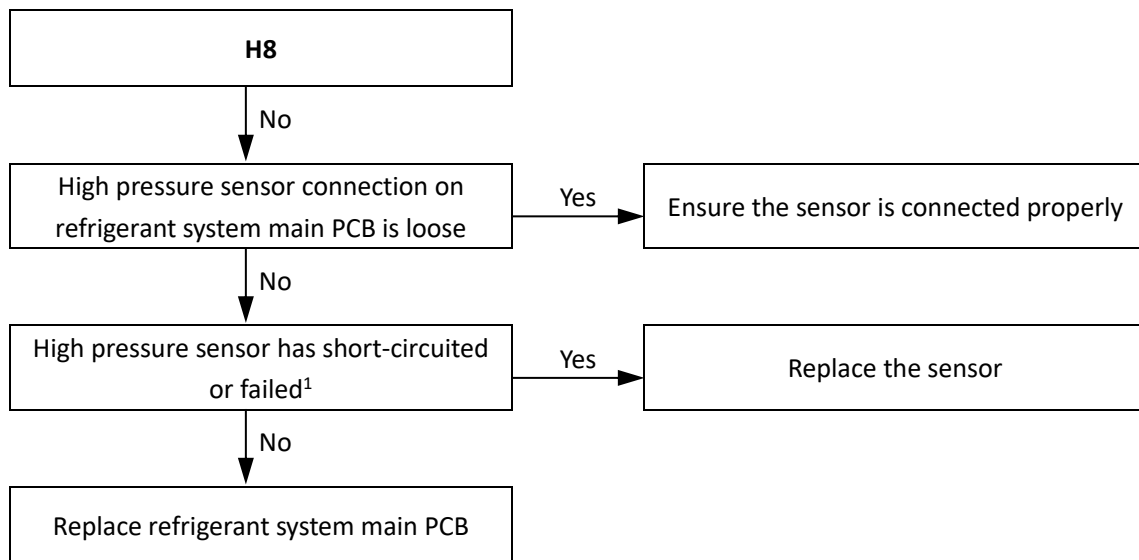 H8
No
High pressure sensor connection on
refrigerant system main PCB is loose
Yes
Ensure the sensor is connected properly
No
High pressure sensor has short-circuited
or failed1
Yes
Replace the sensor
No
Replace refrigerant system main PCB